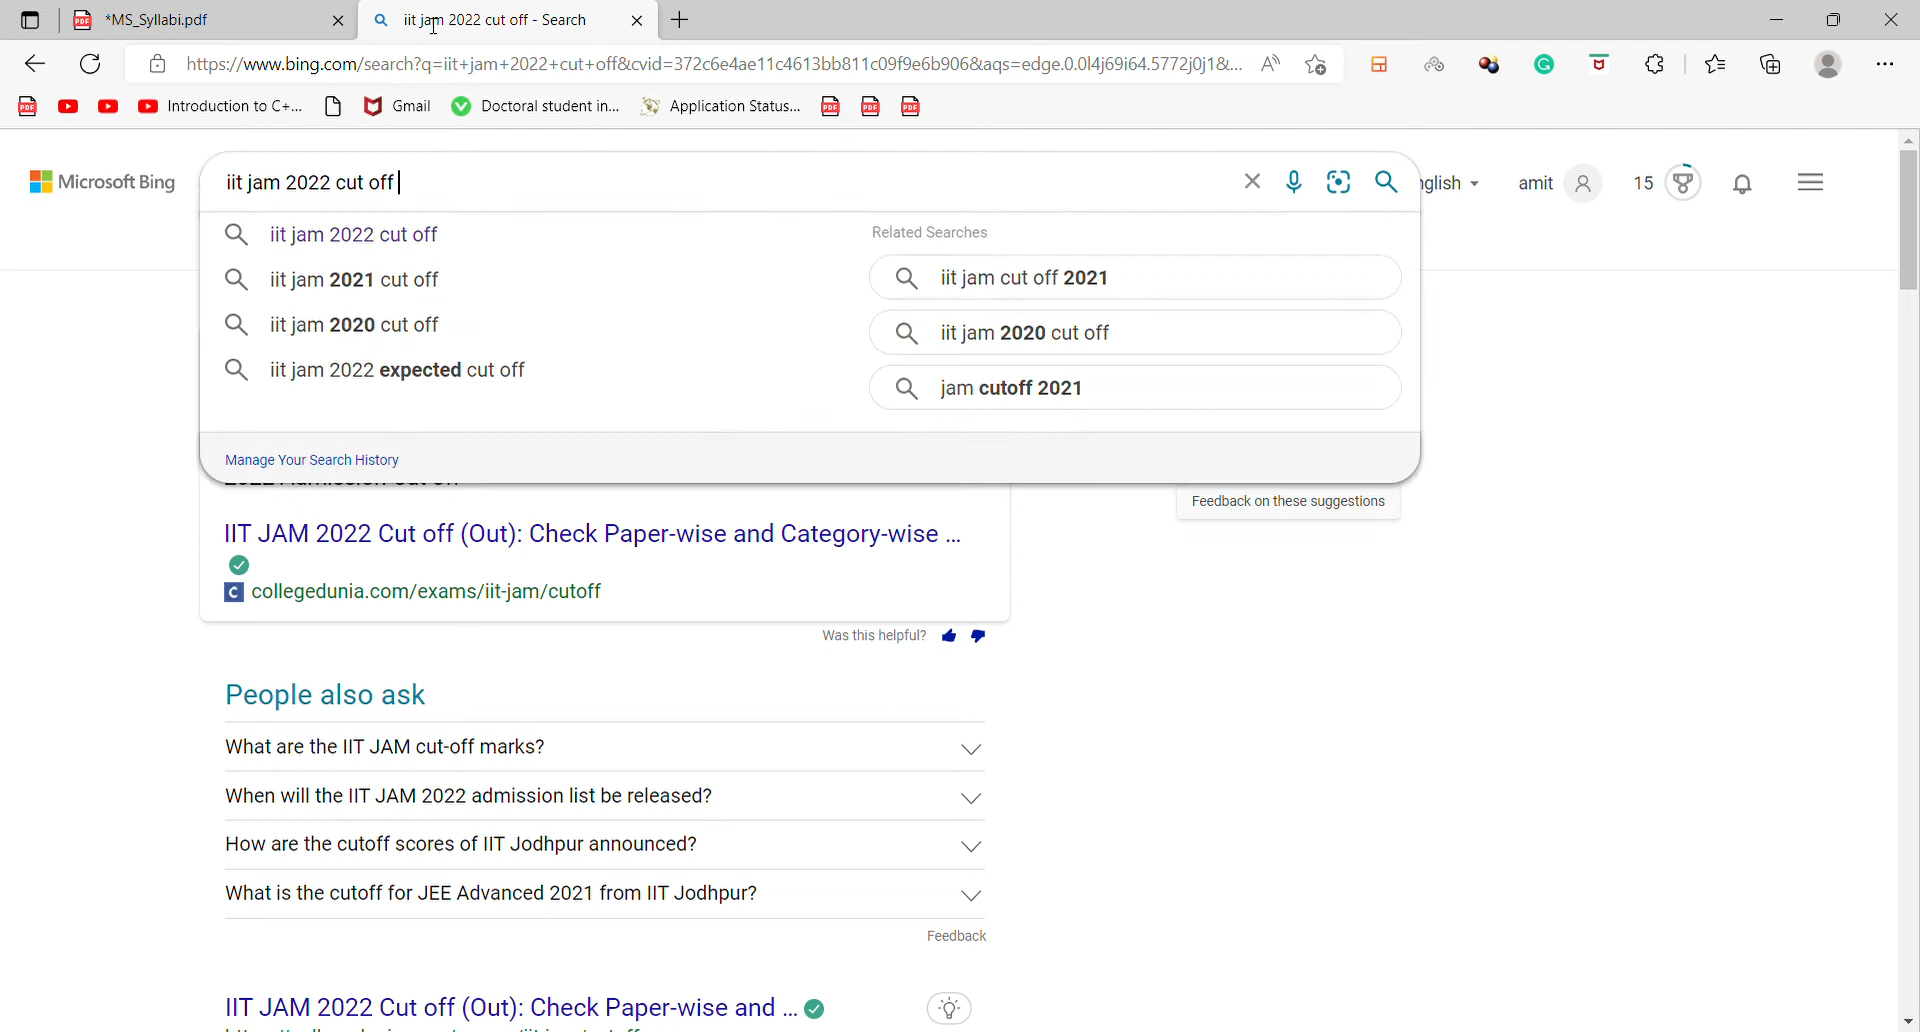 *MS_Syllabi.pdf
iit jam 2022 cut off - Search
https://www.bing.com/search?q=iit+jam+2022+cut+off&cvid=372c6e4ae11c4613bb811c09f9e6b906&aqs=edge.0.0l4j69i64.5772j0j1&...
Introduction to C+...
Gmail
Doctoral student in...
Application Status...
Microsoft Bing
iit jam 2022 cut off
nglish
amit
15
iit jam 2022 cut off
iit jam 2021 cut off
iit jam 2020 cut off
iit jam 2022 expected cut off
Related Searches
iit jam cut off 2021
iit jam 2020 cut off
jam cutoff 2021
Manage Your Search History
Feedback on these suggestions
IIT JAM 2022 Cut off (Out): Check Paper-wise and Category-wise ...
collegedunia.com/exams/iit-jam/cutoff
Was this helpful?
People also ask
What are the IIT JAM cut-off marks?
When will the IIT JAM 2022 admission list be released?
How are the cutoff scores of IIT Jodhpur announced?
What is the cutoff for JEE Advanced 2021 from IIT Jodhpur?
Feedback
IIT JAM 2022 Cut off (Out): Check Paper-wise and ...